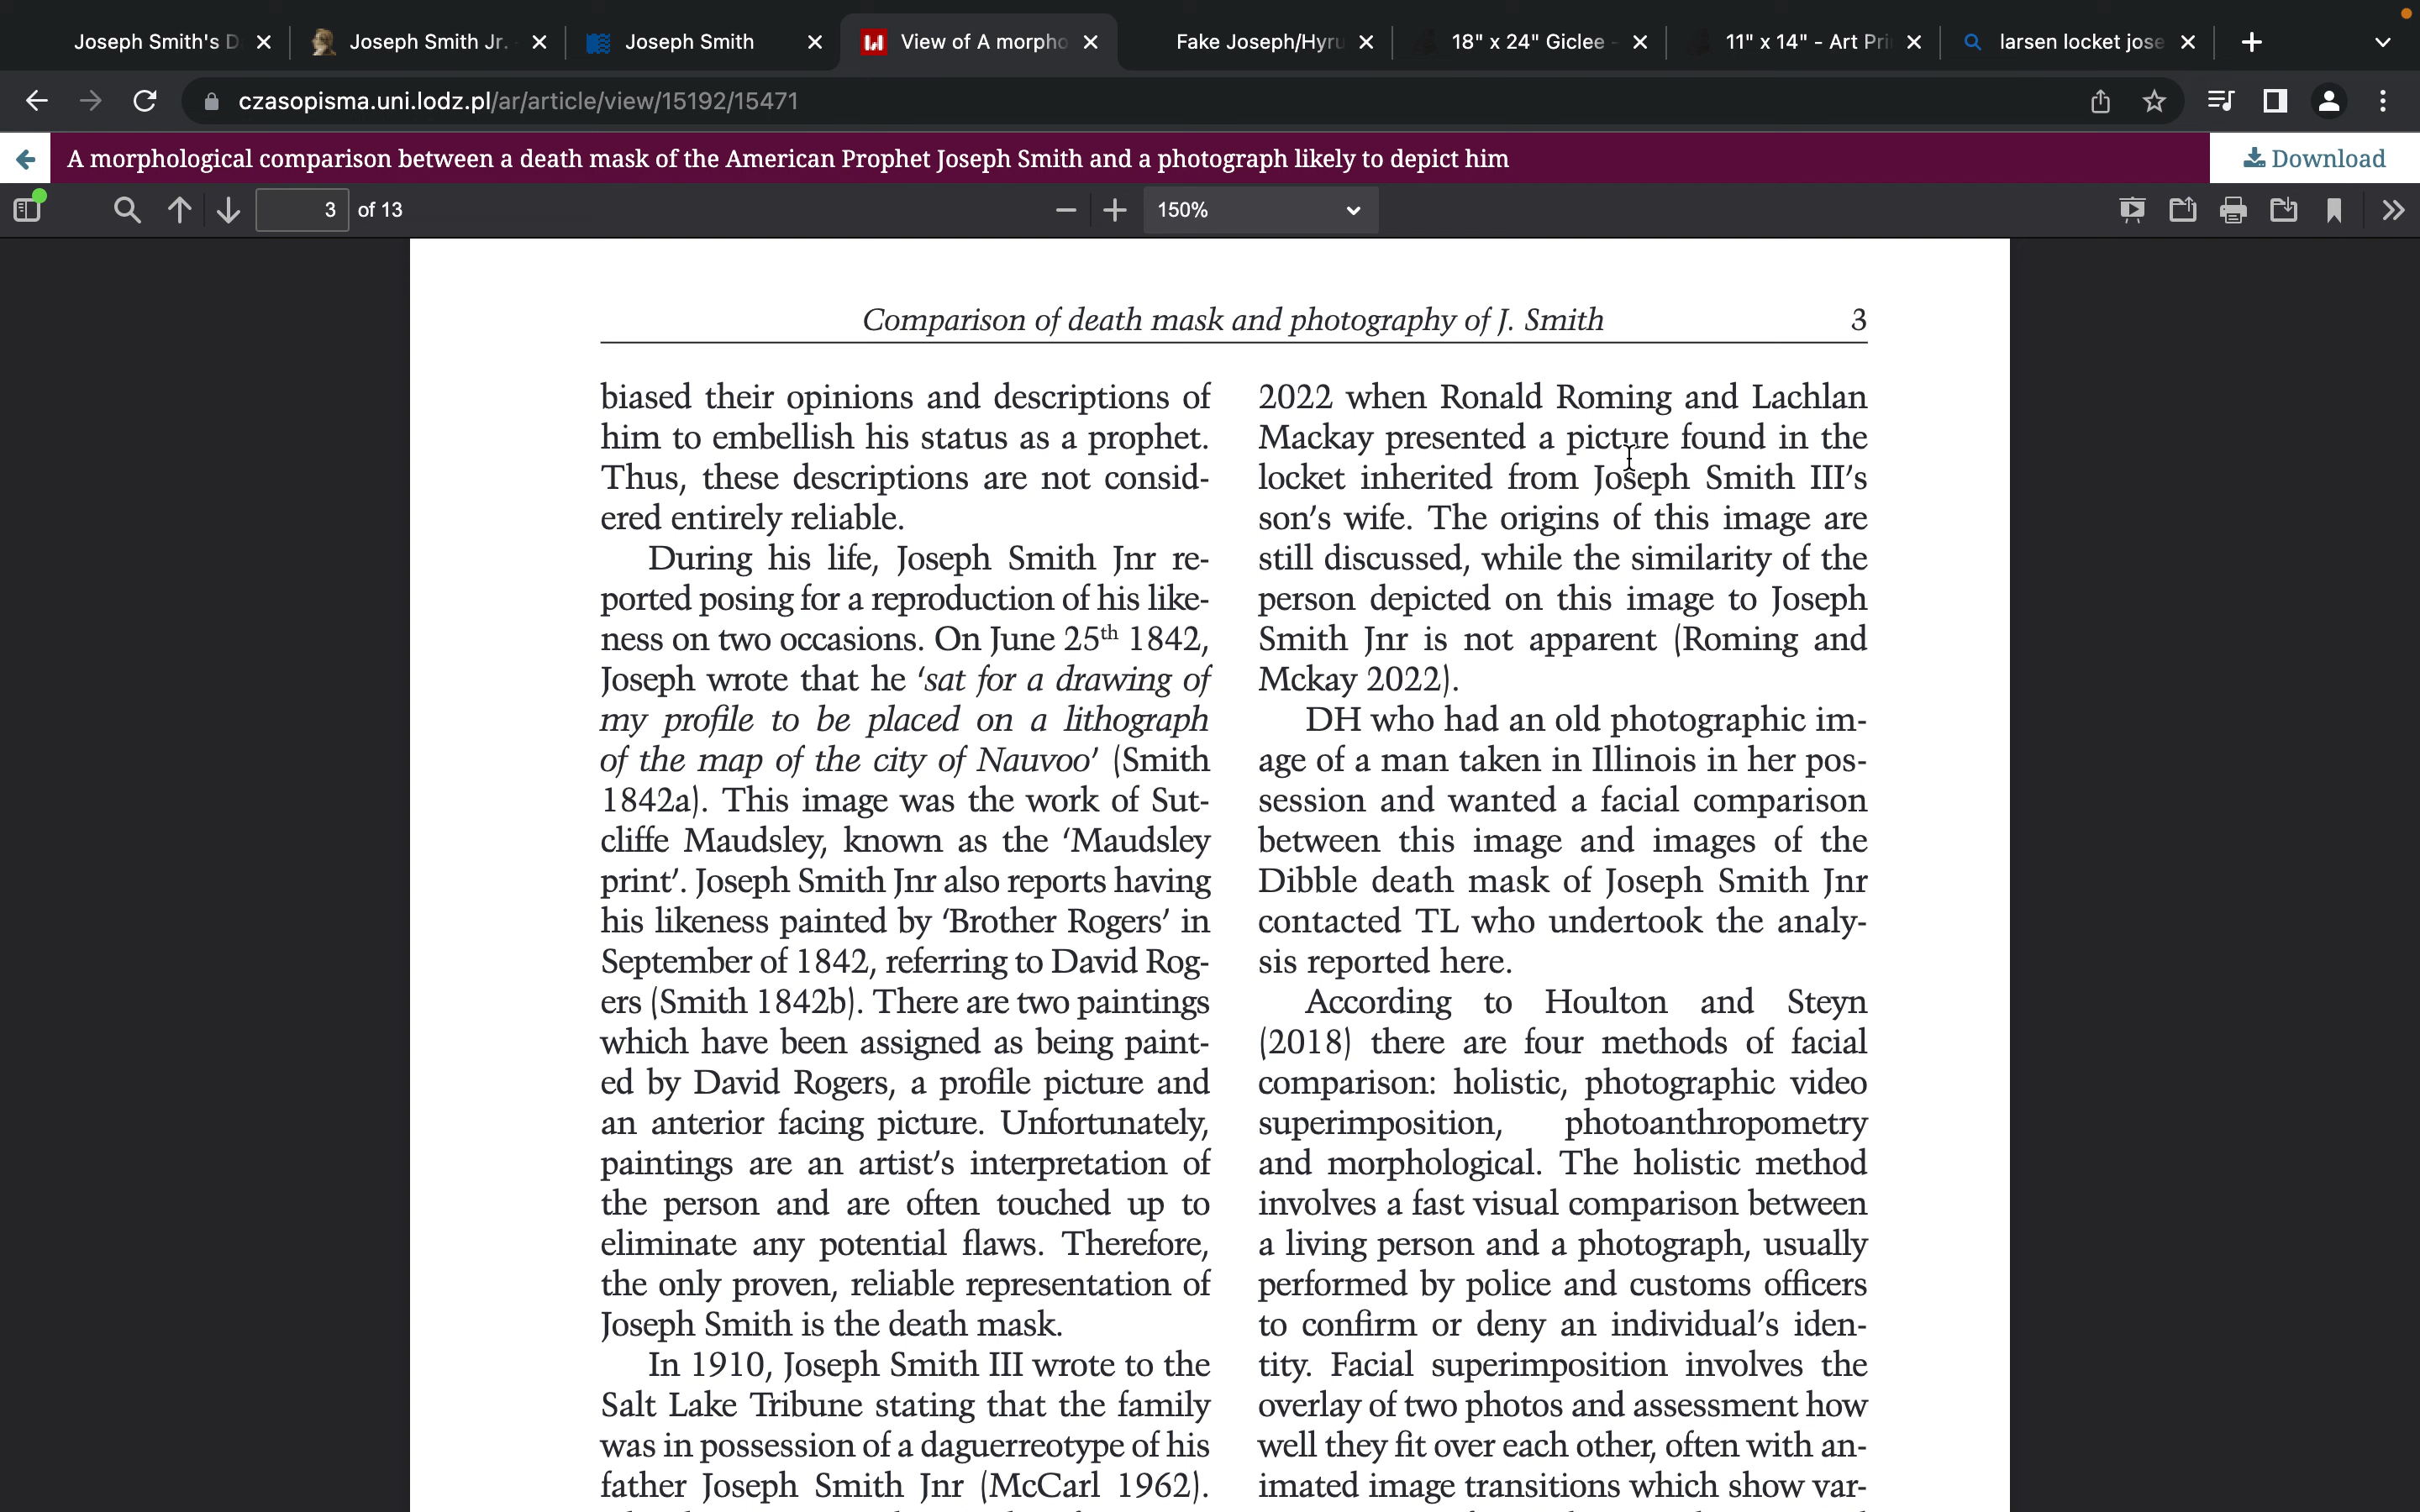 Joseph Smith's D
Joseph Smith Jr.
Joseph Smith
View of A morpho
Fake Joseph/Hyru
18" x 24" Giclee -
11" x 14" - Art Pri
larsen locket jose
czasopisma.uni.lodz.pl/ar/article/view/15192/15471
A morphological comparison between a death mask of the American Prophet Joseph Smith and a photograph likely to depict him
Download
3 of 13
150%
Comparison of death mask and photography of J. Smith 3
biased their opinions and descriptions of
him to embellish his status as a prophet.
Thus, these descriptions are not consid-
ered entirely reliable.
During his life, Joseph Smith Jnr re-
ported posing for a reproduction of his like-
ness on two occasions. On June 25th 1842,
Joseph wrote that he ‘sat for a drawing of
my profile to be placed on a lithograph
of the map of the city of Nauvoo’ (Smith
1842a). This image was the work of Sut-
cliffe Maudsley, known as the ‘Maudsley
print’. Joseph Smith Jnr also reports having
his likeness painted by ‘Brother Rogers’ in
September of 1842, referring to David Rog-
ers (Smith 1842b). There are two paintings
which have been assigned as being paint-
ed by David Rogers, a profile picture and
an anterior facing picture. Unfortunately,
paintings are an artist’s interpretation of
the person and are often touched up to
eliminate any potential flaws. Therefore,
the only proven, reliable representation of
Joseph Smith is the death mask.
In 1910, Joseph Smith III wrote to the
Salt Lake Tribune stating that the family
was in possession of a daguerreotype of his
father Joseph Smith Jnr (McCarl 1962).
2022 when Ronald Roming and Lachlan
Mackay presented a picture found in the
locket inherited from Joseph Smith III’s
son’s wife. The origins of this image are
still discussed, while the similarity of the
person depicted on this image to Joseph
Smith Jnr is not apparent (Roming and
Mckay 2022).
DH who had an old photographic im-
age of a man taken in Illinois in her pos-
session and wanted a facial comparison
between this image and images of the
Dibble death mask of Joseph Smith Jnr
contacted TL who undertook the analy-
sis reported here.
According to Houlton and Steyn
(2018) there are four methods of facial
comparison: holistic, photographic video
superimposition, photoanthropometry
and morphological. The holistic method
involves a fast visual comparison between
a living person and a photograph, usually
performed by police and customs officers
to confirm or deny an individual’s iden-
tity. Facial superimposition involves the
overlay of two photos and assessment how
well they fit over each other, often with an-
imated image transitions which show var-